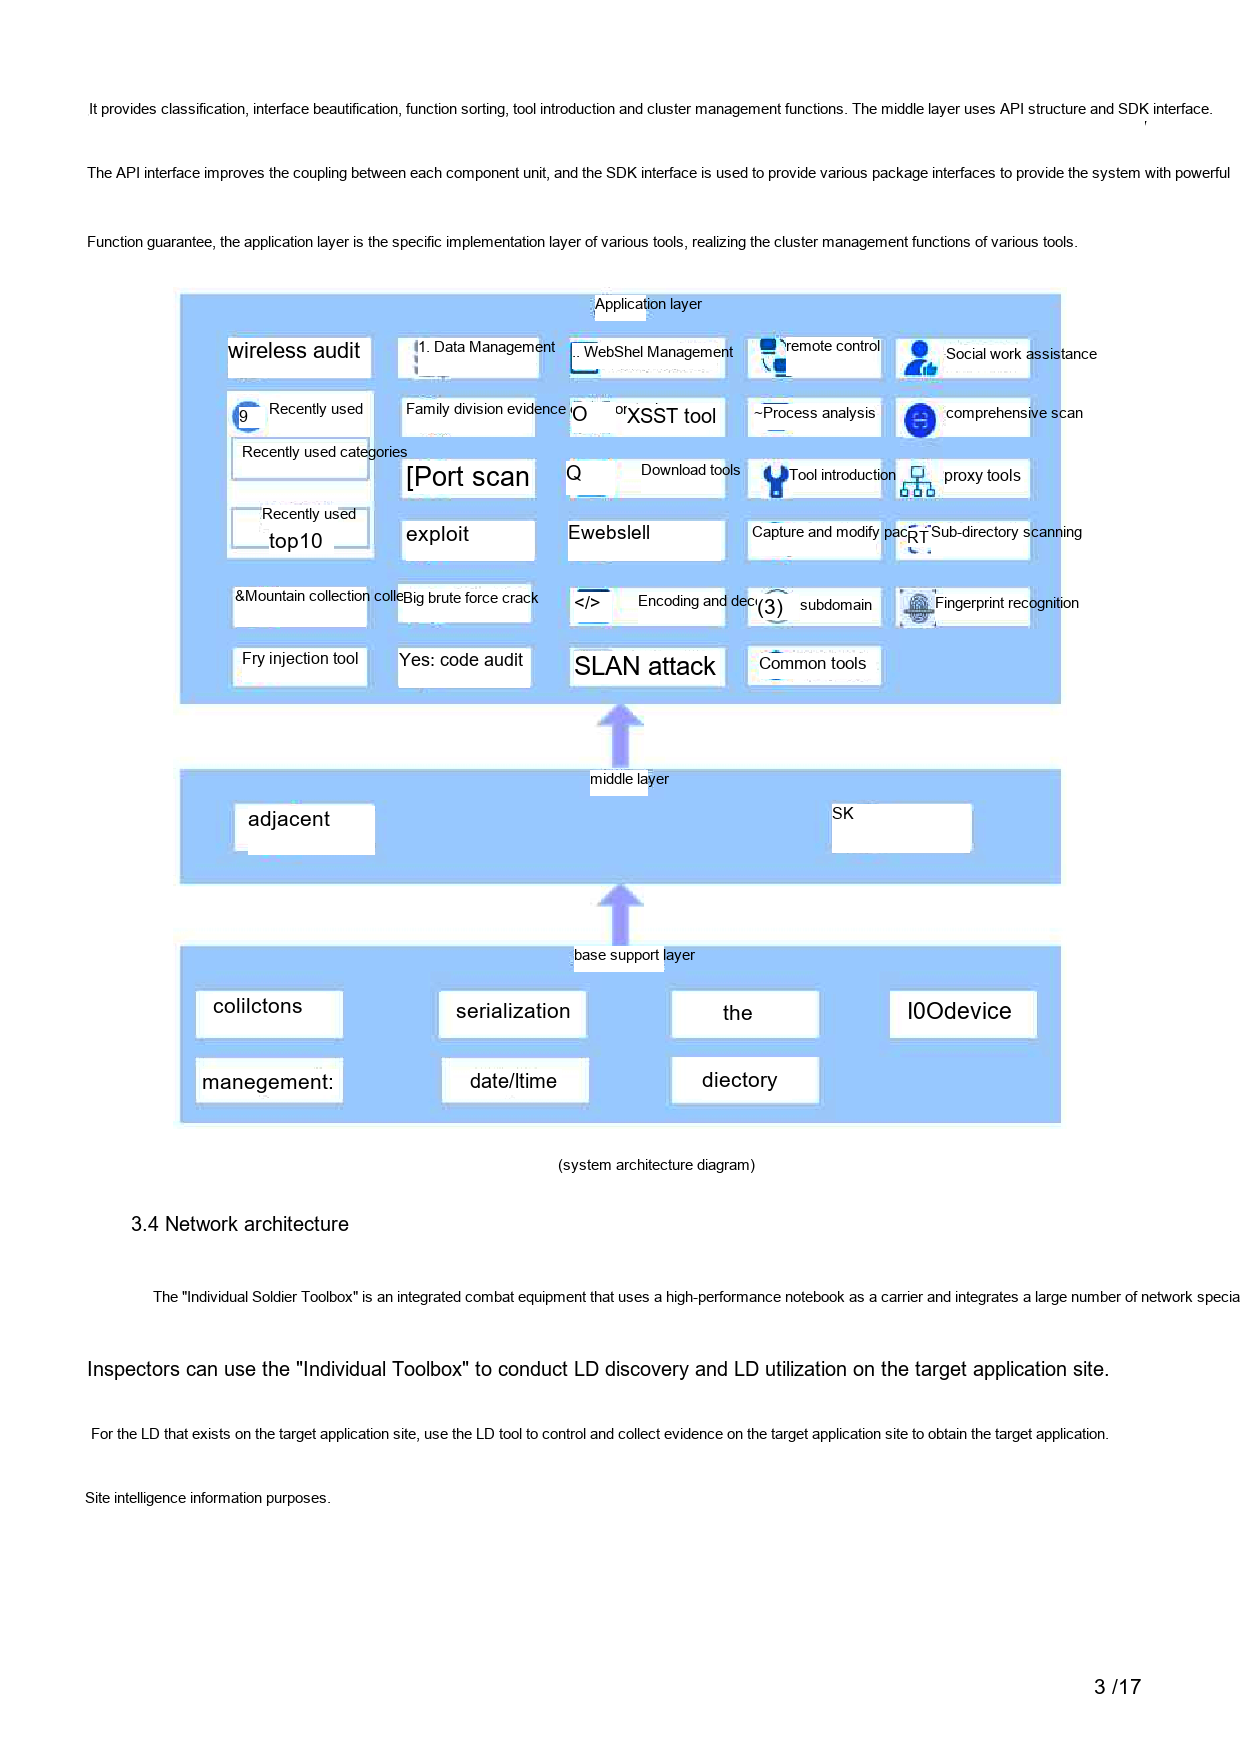 It provides classification, interface beautification, function sorting, tool introduction and cluster management functions. The middle layer uses API structure and SDK interface.
The API interface improves the coupling between each component unit, and the SDK interface is used to provide various package interfaces to provide the system with powerful
Function guarantee, the application layer is the specific implementation layer of various tools, realizing the cluster management functions of various tools.
Application layer
wireless audit
1. Data Management
.. WebShel Management
remote control
Social work assistance
9 Recently used
Family division evidence
O XSST tool
~Process analysis
comprehensive scan
Recently used categories
[Port scan
Q Download tools
Tool introduction
proxy tools
Recently used
top10
exploit
Ewebslell
Capture and modify pac
RT Sub-directory scanning
&Mountain collection colle
Big brute force crack
</> Encoding and dec
(3) subdomain
Fingerprint recognition
Fry injection tool
Yes: code audit
SLAN attack
Common tools
middle layer
adjacent
SK
base support layer
colilctons
serialization
the
I0Odevice
manegement:
date/ltime
diectory
(system architecture diagram)
3.4 Network architecture
The "Individual Soldier Toolbox" is an integrated combat equipment that uses a high-performance notebook as a carrier and integrates a large number of network specia
Inspectors can use the "Individual Toolbox" to conduct LD discovery and LD utilization on the target application site.
For the LD that exists on the target application site, use the LD tool to control and collect evidence on the target application site to obtain the target application.
Site intelligence information purposes.
3 /17